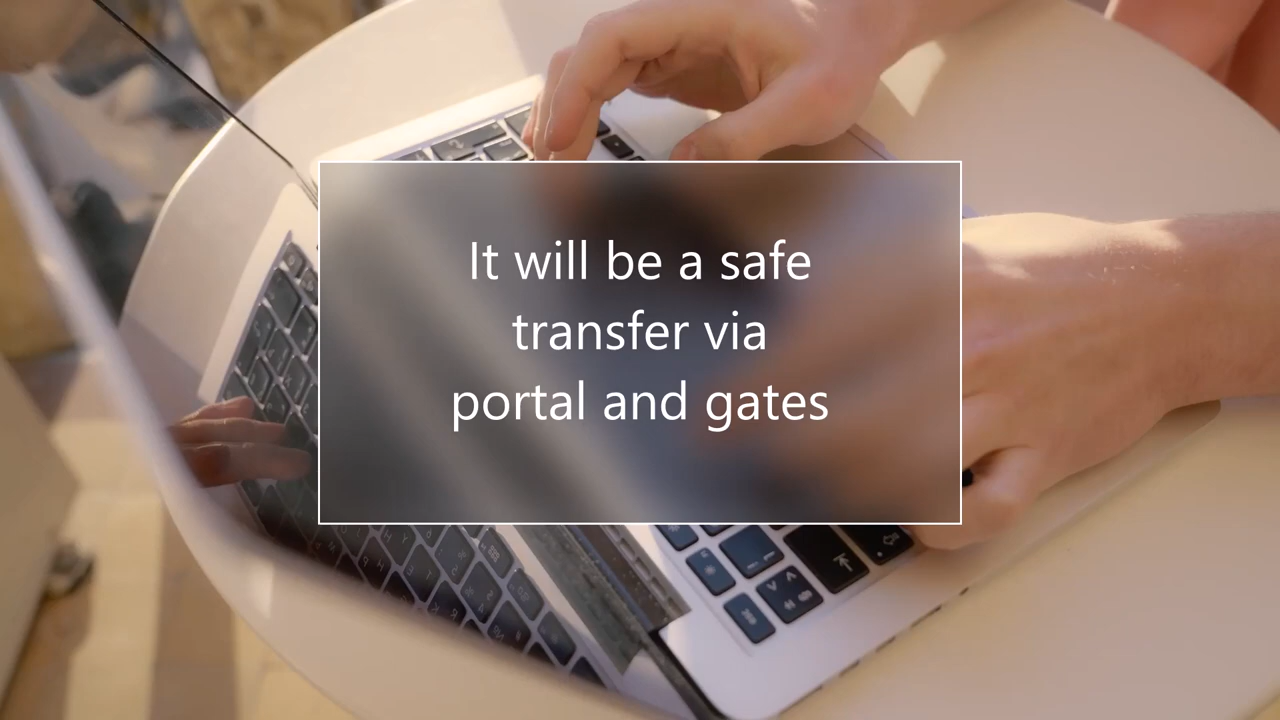 It will be a safe
transfer via
portal and gates